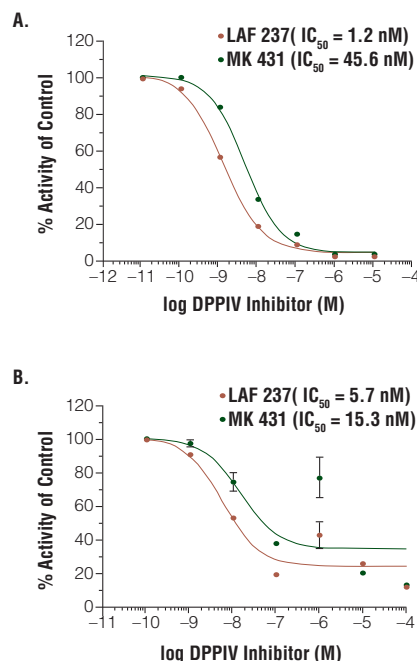 A.
LAF 237( IC50 = 1.2 nM)
MK 431 (IC50 = 45.6 nM)
% Activity of Control
120
100
80
60
40
20
0
–12 –11 –10 –9 –8 –7 –6 –5 –4
log DPPIV Inhibitor (M)
B.
LAF 237( IC50 = 5.7 nM)
MK 431 (IC50 = 15.3 nM)
% Activity of Control
120
100
80
60
40
20
0
–11 –10 –9 –8 –7 –6 –5 –4
log DPPIV Inhibitor (M)